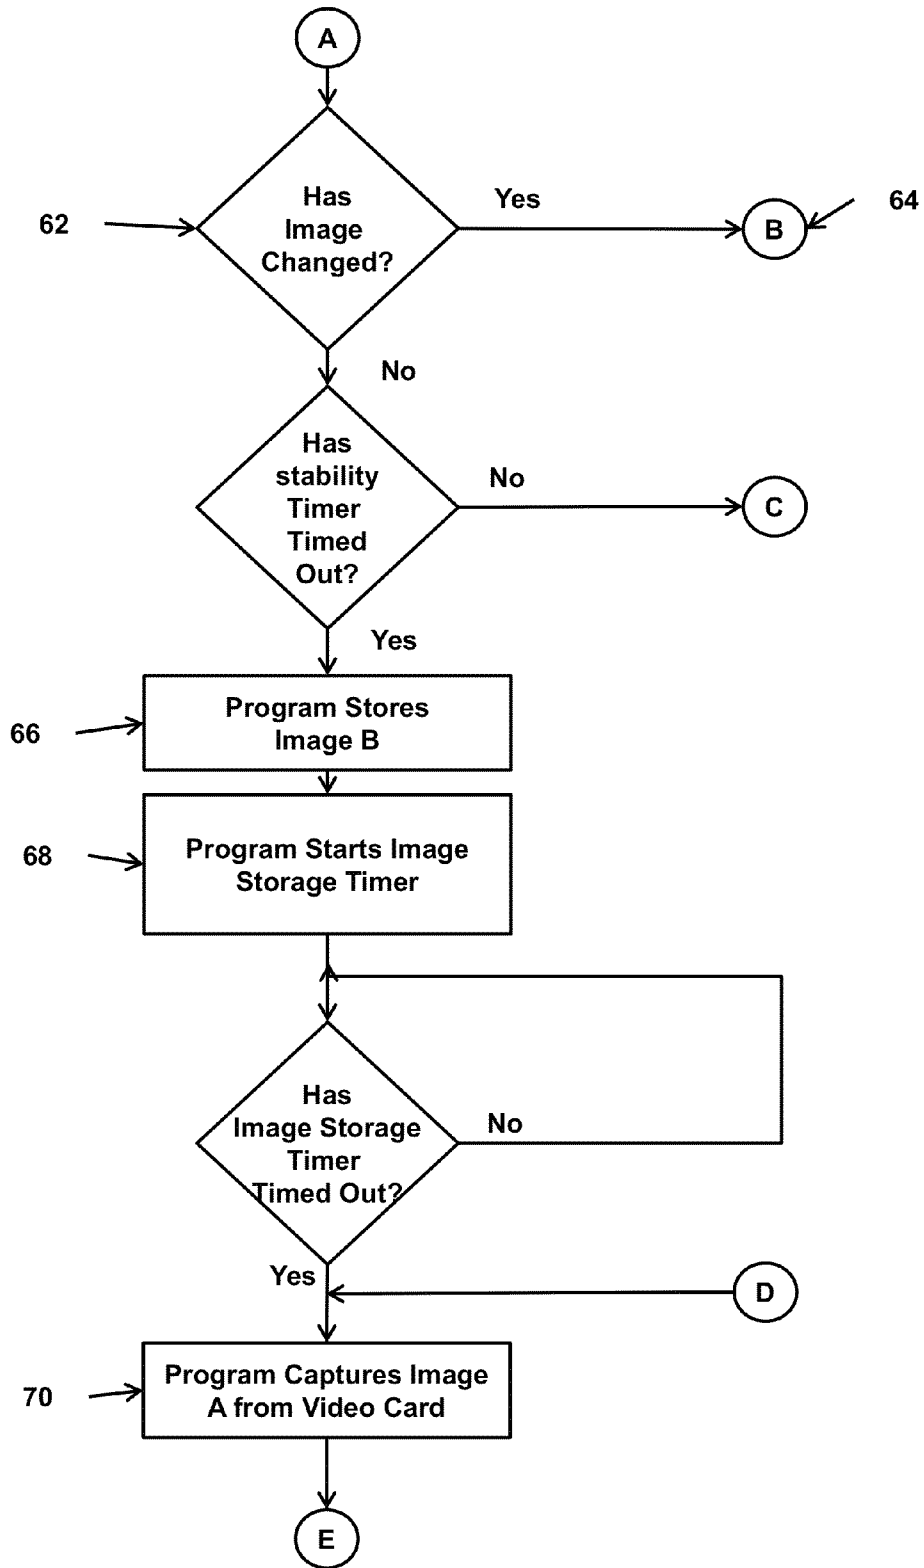 A
Has
Image
Changed?
62
Yes
B
64
No
Has
stability
Timer
Timed
Out?
No
C
Yes
66
Program Stores
Image B
68
Program Starts Image
Storage Timer
Has
Image Storage
Timer
Timed Out?
No
Yes
D
70
Program Captures Image
A from Video Card
E